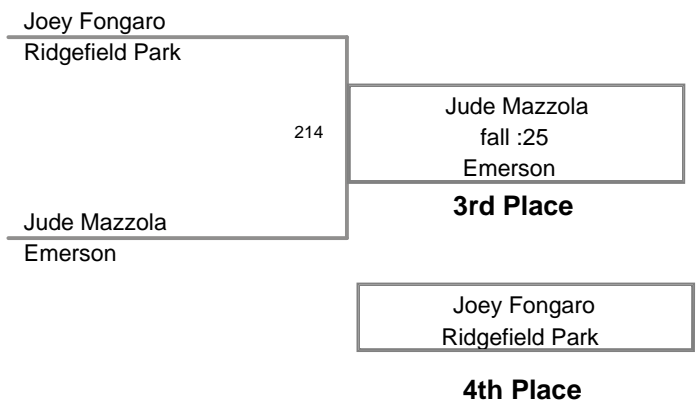 Joey Fongaro
Ridgefield Park
214
Jude Mazzola
fall :25
Emerson
3rd Place
Jude Mazzola
Emerson
Joey Fongaro
Ridgefield Park
4th Place